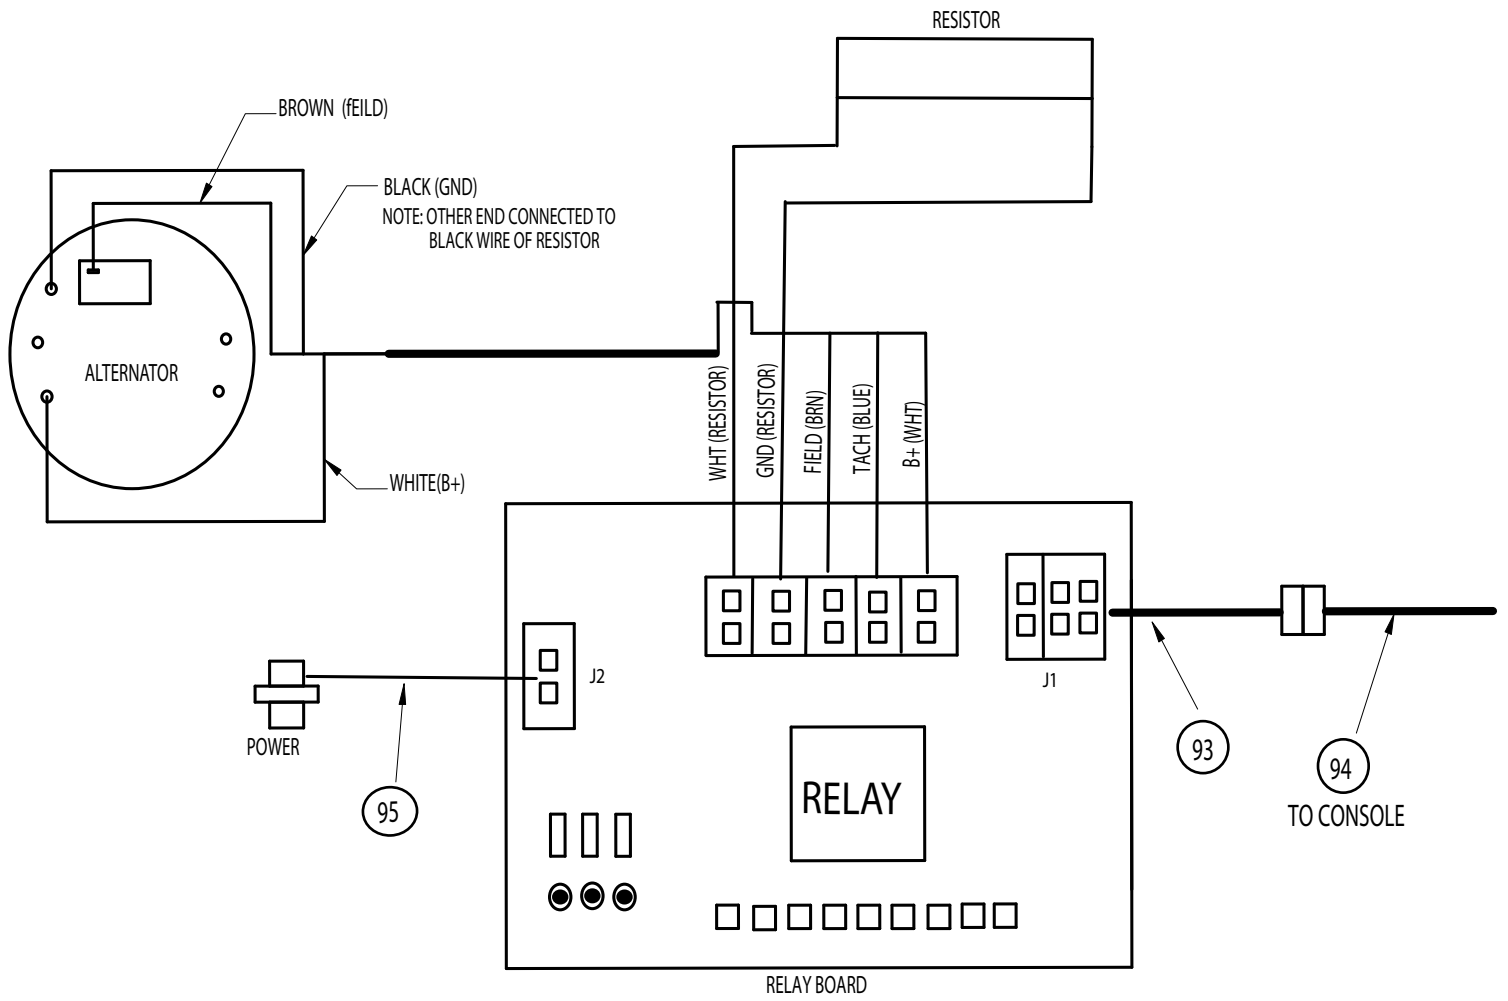 RESISTOR
BROWN (fEILD)
BLACK (GND)
NOTE: OTHER END CONNECTED TO
BLACK WIRE OF RESISTOR
ALTERNATOR
WHITE(B+)
WHT (RESISTOR)
GND (RESISTOR)
FIELD (BRN)
TACH (BLUE)
B+ (WHT)
J2
J1
POWER
95
RELAY
93
94
TO CONSOLE
RELAY BOARD